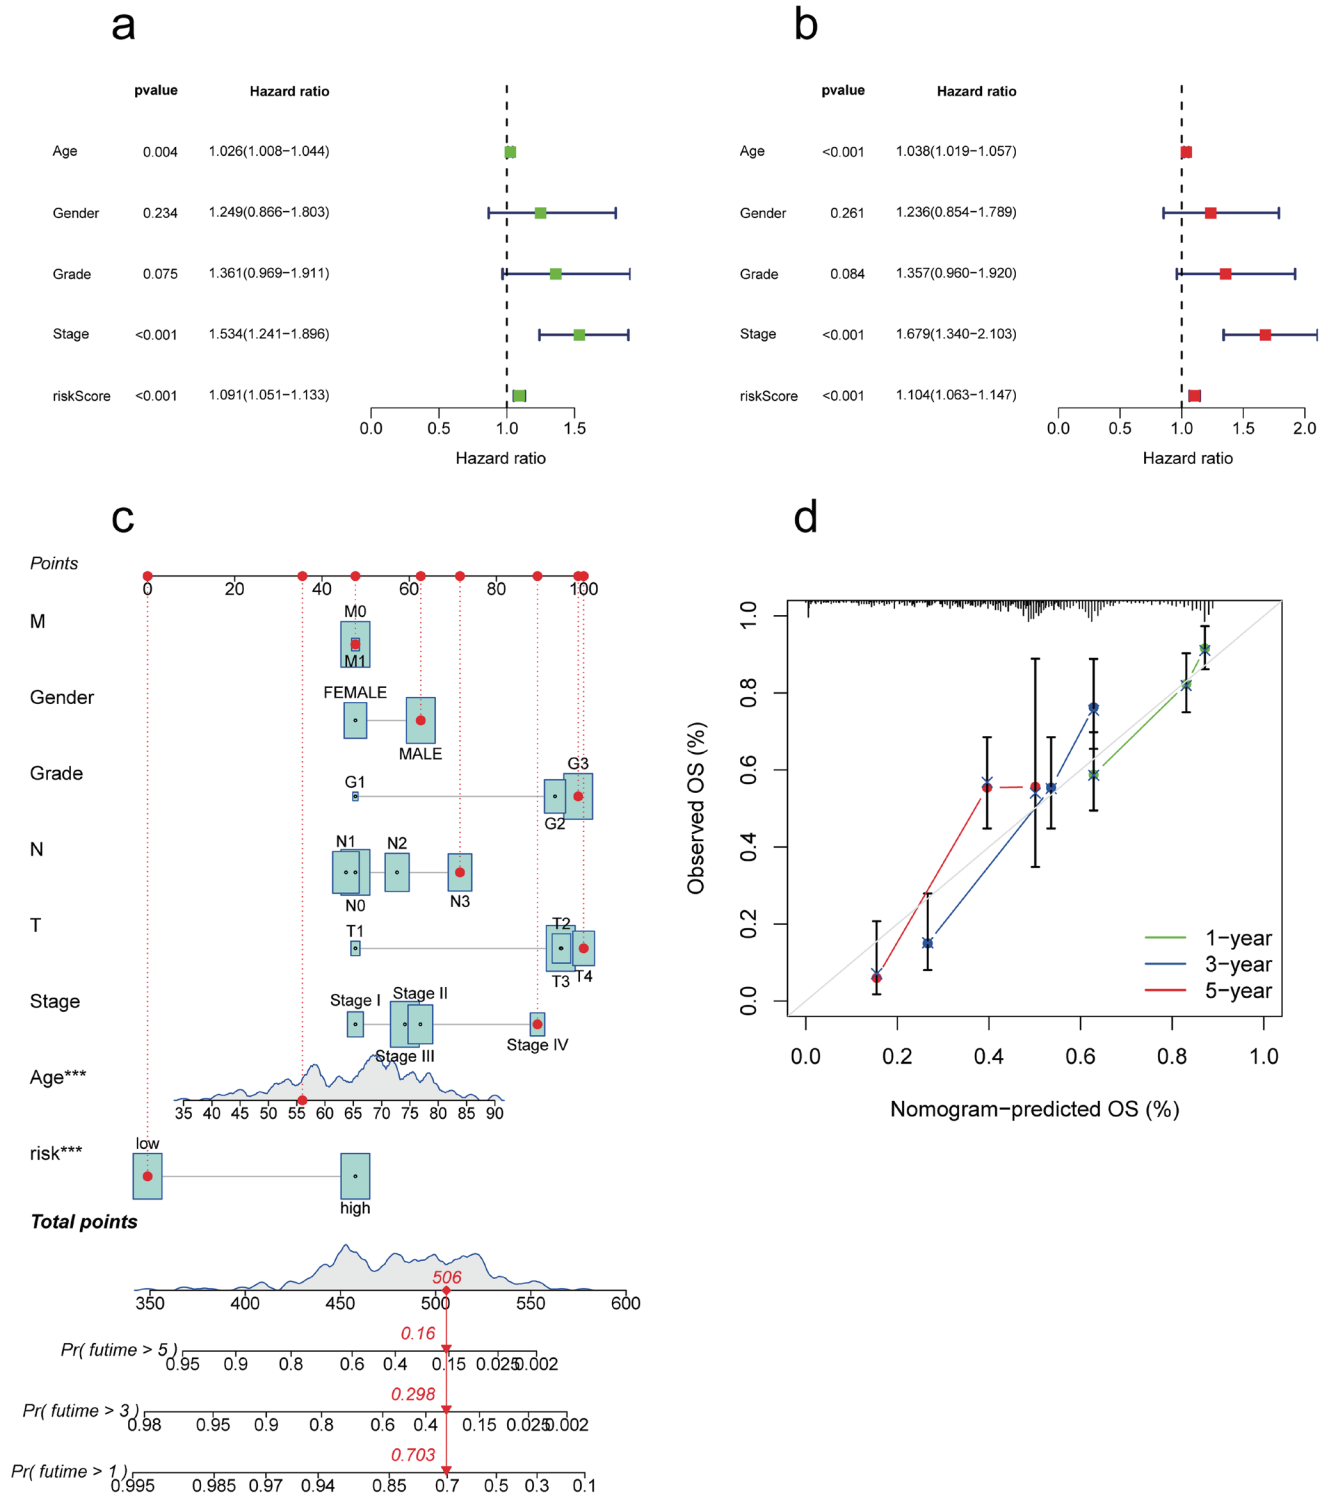 a
pvalue Hazard ratio
Age 0.004 1.026(1.008−1.044)
Gender 0.234 1.249(0.866−1.803)
Grade 0.075 1.361(0.969−1.911)
Stage <0.001 1.534(1.241−1.896)
riskScore <0.001 1.091(1.051−1.133)
0.0 0.5 1.0 1.5
Hazard ratio
b
pvalue Hazard ratio
Age <0.001 1.038(1.019−1.057)
Gender 0.261 1.236(0.854−1.789)
Grade 0.084 1.357(0.960−1.920)
Stage <0.001 1.679(1.340−2.103)
riskScore <0.001 1.104(1.063−1.147)
0.0 0.5 1.0 1.5 2.0
Hazard ratio
c
Points
0 20 40 60 80 100
M
M0
M1
Gender
FEMALE
MALE
Grade
G1
G3
G2
N
N1 N2
N0 N3
T
T1 T2
T3 T4
Stage
Stage I Stage II
Stage III Stage IV
Age***
35 40 45 50 55 60 65 70 75 80 85 90
risk***
low
high
Total points
506
350 400 450 500 550 600
0.16
Pr( futime > 5 )
0.95 0.9 0.8 0.6 0.4 0.15 0.025 0.002
0.298
Pr( futime > 3 )
0.98 0.95 0.9 0.8 0.6 0.4 0.15 0.025 0.002
0.703
Pr( futime > 1 )
0.995 0.985 0.97 0.94 0.85 0.7 0.5 0.3 0.1
d
Observed OS (%)
1.0
0.8
0.6
0.4
0.2
0.0
1−year
3−year
5−year
0.0 0.2 0.4 0.6 0.8 1.0
Nomogram−predicted OS (%)